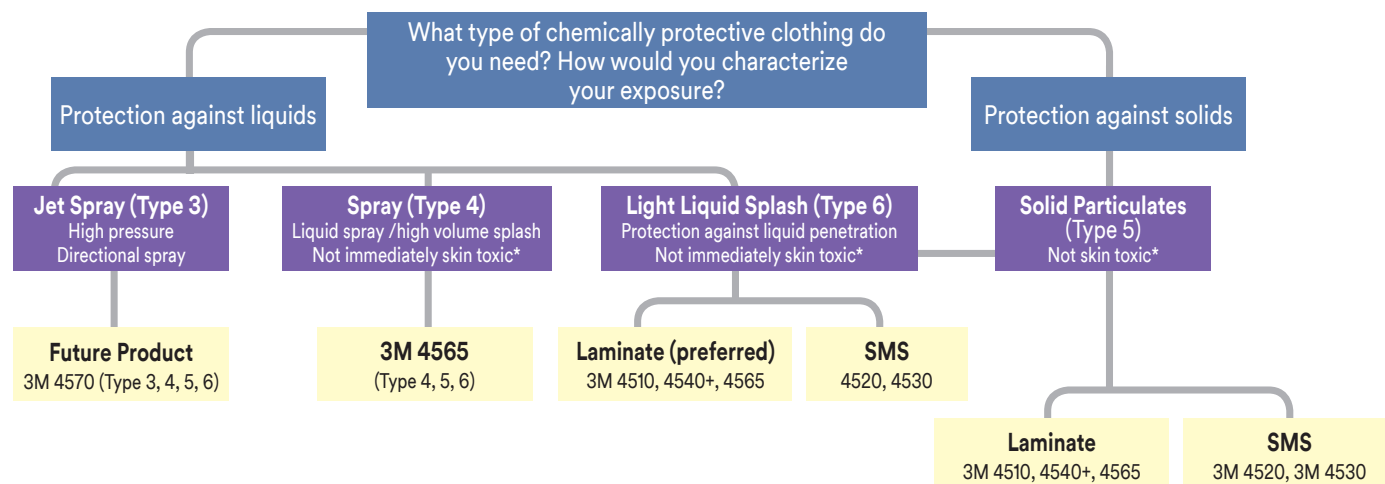 What type of chemically protective clothing do
you need? How would you characterize
your exposure?
Protection against liquids
Protection against solids
Jet Spray (Type 3)
High pressure
Directional spray
Spray (Type 4)
Liquid spray /high volume splash
Not immediately skin toxic*
Light Liquid Splash (Type 6)
Protection against liquid penetration
Not immediately skin toxic*
Solid Particulates
(Type 5)
Not skin toxic*
Future Product
3M 4570 (Type 3, 4, 5, 6)
3M 4565
(Type 4, 5, 6)
Laminate (preferred)
3M 4510, 4540+, 4565
SMS
4520, 4530
Laminate
3M 4510, 4540+, 4565
SMS
3M 4520, 3M 4530